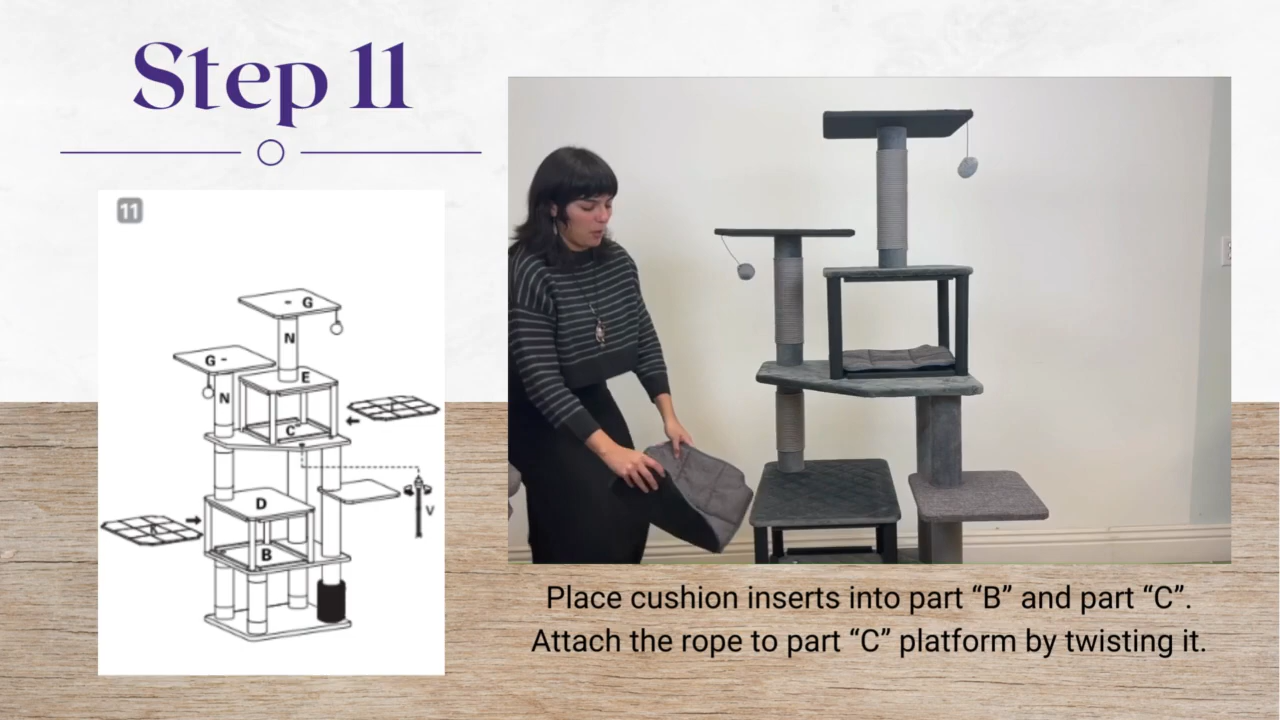 Step 11
11
G
N
G
E
N
C
D
V
B
Place cushion inserts into part “B” and part “C”.
Attach the rope to part “C” platform by twisting it.